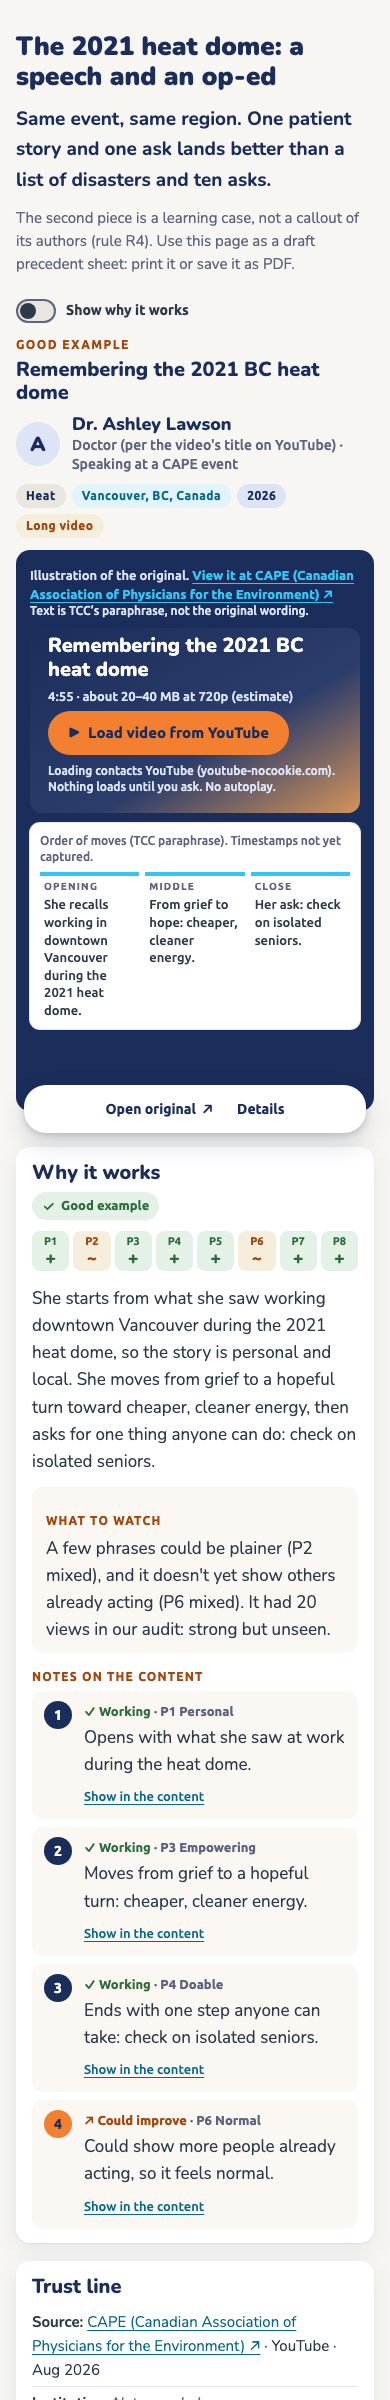 The 2021 heat dome: a
speech and an op-ed
Same event, same region. One patient
story and one ask lands better than a
list of disasters and ten asks.
The second piece is a learning case, not a callout of
its authors (rule R4). Use this page as a draft
precedent sheet: print it or save it as PDF.
Show why it works
GOOD EXAMPLE
Remembering the 2021 BC heat
dome
A
Dr. Ashley Lawson
Doctor (per the video's title on YouTube) ·
Speaking at a CAPE event
Heat
Vancouver, BC, Canada
2026
Long video
Illustration of the original. View it at CAPE (Canadian
Association of Physicians for the Environment) ↗
Text is TCC's paraphrase, not the original wording.
Remembering the 2021 BC
heat dome
4:55 · about 20–40 MB at 720p (estimate)
▶ Load video from YouTube
Loading contacts YouTube (youtube-nocookie.com).
Nothing loads until you ask. No autoplay.
Order of moves (TCC paraphrase). Timestamps not yet
captured.
OPENING
She recalls
working in
downtown
Vancouver
during the
2021 heat
dome.
MIDDLE
From grief to
hope: cheaper,
cleaner
energy.
CLOSE
Her ask: check
on isolated
seniors.
Open original ↗ Details
Why it works
✓ Good example
P1 P2 P3 P4 P5 P6 P7 P8
+ ~ + + + ~ + +
She starts from what she saw working
downtown Vancouver during the 2021
heat dome, so the story is personal and
local. She moves from grief to a hopeful
turn toward cheaper, cleaner energy, then
asks for one thing anyone can do: check on
isolated seniors.
WHAT TO WATCH
A few phrases could be plainer (P2
mixed), and it doesn't yet show others
already acting (P6 mixed). It had 20
views in our audit: strong but unseen.
NOTES ON THE CONTENT
1
✓ Working · P1 Personal
Opens with what she saw at work
during the heat dome.
Show in the content
2
✓ Working · P3 Empowering
Moves from grief to a hopeful
turn: cheaper, cleaner energy.
Show in the content
3
✓ Working · P4 Doable
Ends with one step anyone can
take: check on isolated seniors.
Show in the content
4
↗ Could improve · P6 Normal
Could show more people already
acting, so it feels normal.
Show in the content
Trust line
Source: CAPE (Canadian Association of
Physicians for the Environment) ↗ · YouTube ·
Aug 2026